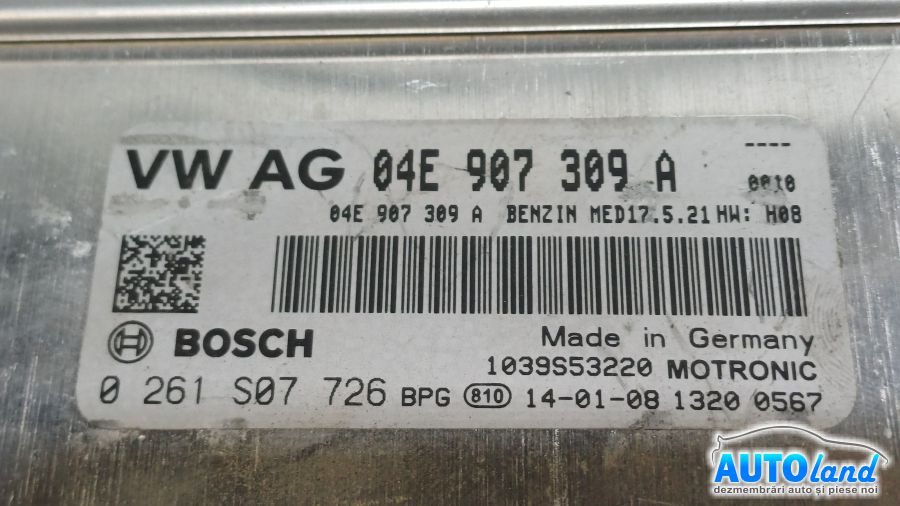 VW AG 04E 907 309 A ----
0010
04E 907 309 A BENZIN MED17.5.21 HW: H08
BOSCH Made in Germany
1039S53220 MOTRONIC
0 261 S07 726 BPG 810 14-01-08 1320 0567
AUTOland
dezmembrări auto și piese noi